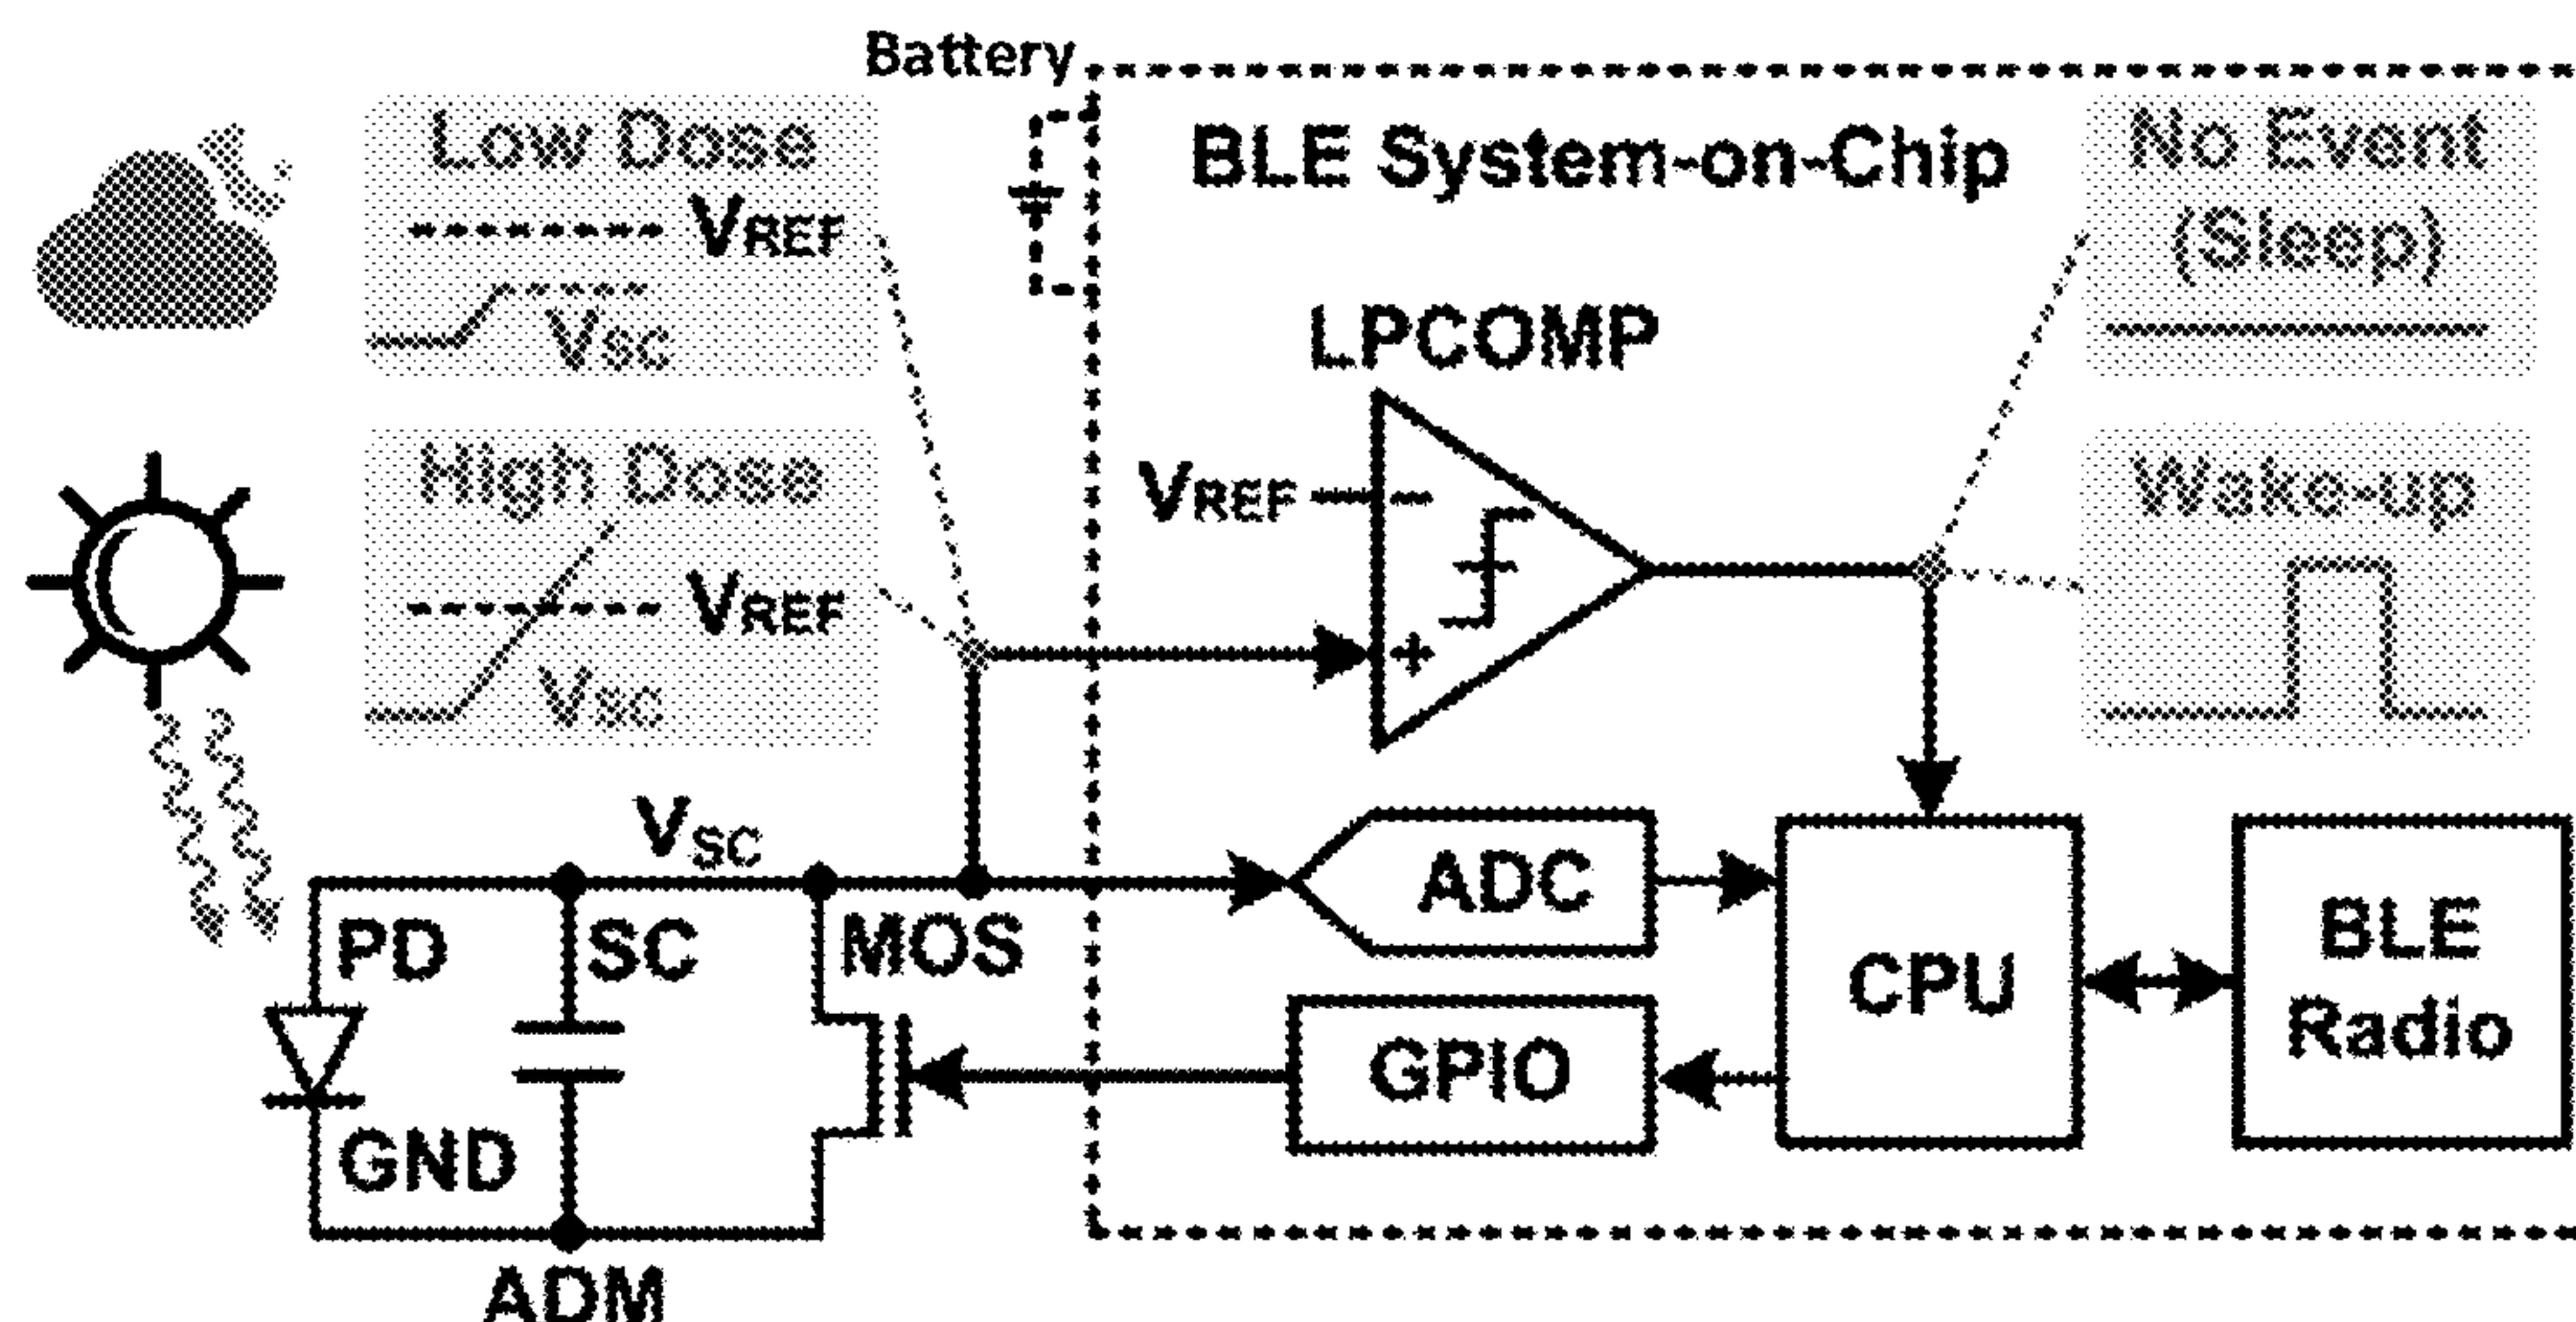 Battery
Low Dose
VREF
VSC
High Dose
VREF
VSC
BLE System-on-Chip
LPCOMP
VREF
−
+
No Event
(Sleep)
Wake-up
VSC
PD
SC
MOS
GND
ADM
ADC
GPIO
CPU
BLE
Radio